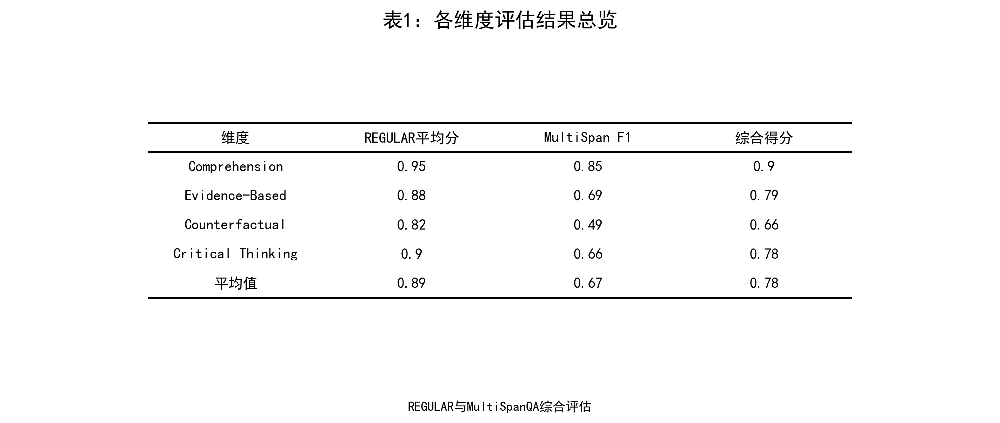 表1：各维度评估结果总览
维度 REGULAR平均分 MultiSpan F1 综合得分
Comprehension 0.95 0.85 0.9
Evidence-Based 0.88 0.69 0.79
Counterfactual 0.82 0.49 0.66
Critical Thinking 0.9 0.66 0.78
平均值 0.89 0.67 0.78
REGULAR与MultiSpanQA综合评估